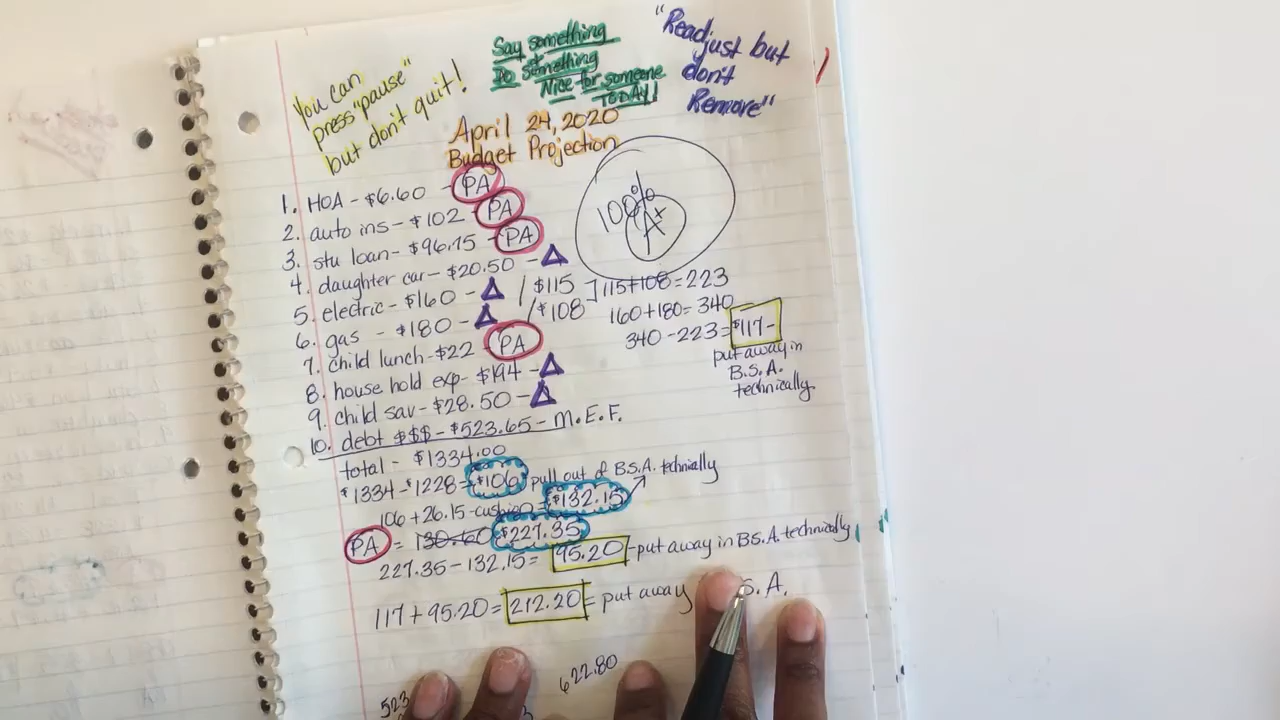 You can
press "pause"
but don't quit!
Say something
+
Do something
Nice for someone
TODAY!
"Readjust but
don't
Remove"
April 24, 2020
Budget Projection
100%
A+
1. HOA - $6.60 - PA
2. auto ins - $102 - PA
3. stu loan - $96.75 - PA
4. daughter car - $20.50 - △
5. electric - $160 - △ / $115 ] 115+108=223
6. gas - $180 - △ / $108 160+180=340
340-223= $117-
put away in
B.S.A.
technically.
7. child lunch - $22 - PA
8. house hold exp - $194 - △
9. child sav - $28.50 - △
10. debt $$$ - $523.65 - M.E.F.
total - $1334.00
$1334-$1228= $106 pull out of B.S.A. technially
106+26.15-cushion= $132.15
PA = 130.60 $227.35
227.35-132.15= 95.20 -put away in B.S.A technically
117+95.20= 212.20 = put away S.A.
622.80
523